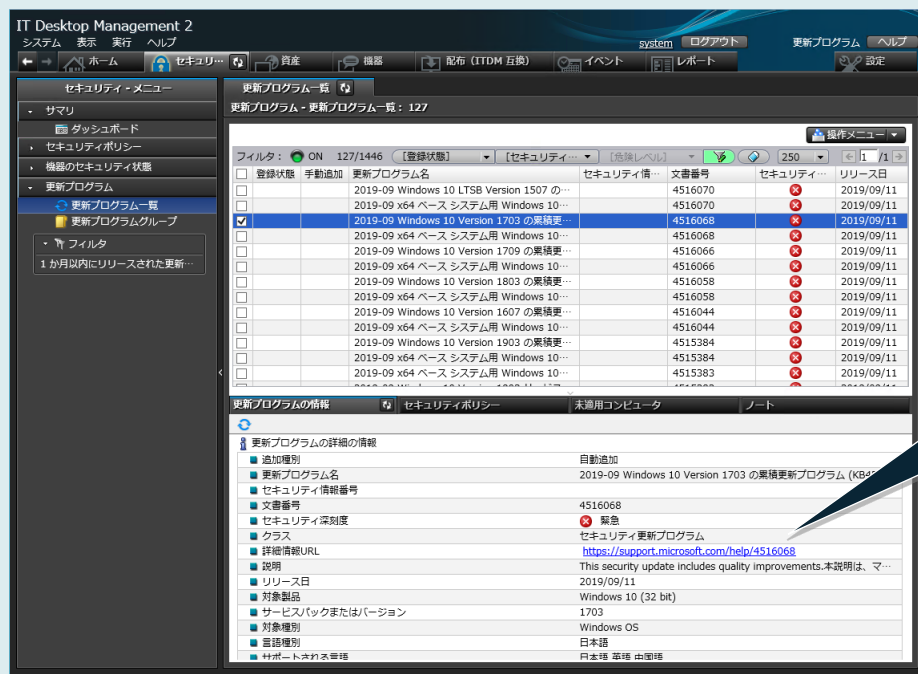 IT Desktop Management 2
システム 表示 実行 ヘルプ
system ログアウト 更新プログラム ヘルプ
ホーム セキュリ… 資産 機器 配布 (ITDM 互換) イベント レポート 設定
セキュリティ - メニュー
サマリ
ダッシュボード
セキュリティポリシー
機器のセキュリティ状態
更新プログラム
更新プログラム一覧
更新プログラムグループ
フィルタ
1 か月以内にリリースされた更新…
更新プログラム一覧
更新プログラム - 更新プログラム一覧 : 127
操作メニュー
フィルタ : ON 127/1446 [登録状態] [セキュリティ… [危険レベル] 250 1 /1
登録状態 手動追加 更新プログラム名 セキュリティ情… 文書番号 セキュリティ… リリース日
2019-09 Windows 10 LTSB Version 1507 の… 4516070 2019/09/11
2019-09 x64 ベース システム用 Windows 10… 4516070 2019/09/11
2019-09 Windows 10 Version 1703 の累積更… 4516068 2019/09/11
2019-09 x64 ベース システム用 Windows 10… 4516068 2019/09/11
2019-09 Windows 10 Version 1709 の累積更… 4516066 2019/09/11
2019-09 x64 ベース システム用 Windows 10… 4516066 2019/09/11
2019-09 Windows 10 Version 1803 の累積更… 4516058 2019/09/11
2019-09 x64 ベース システム用 Windows 10… 4516058 2019/09/11
2019-09 Windows 10 Version 1607 の累積更… 4516044 2019/09/11
2019-09 x64 ベース システム用 Windows 10… 4516044 2019/09/11
2019-09 Windows 10 Version 1903 の累積更… 4515384 2019/09/11
2019-09 x64 ベース システム用 Windows 10… 4515384 2019/09/11
2019-09 x64 ベース システム用 Windows 10… 4515383 2019/09/11
更新プログラムの情報 セキュリティポリシー 未適用コンピュータ ノート
更新プログラムの詳細の情報
追加種別 自動追加
更新プログラム名 2019-09 Windows 10 Version 1703 の累積更新プログラム
セキュリティ情報番号
文書番号 4516068
セキュリティ深刻度 緊急
クラス セキュリティ更新プログラム
詳細情報URL https://support.microsoft.com/help/4516068
説明 This security update includes quality improvements.本説明は、マ…
リリース日 2019/09/11
対象製品 Windows 10 (32 bit)
サービスパックまたはバージョン 1703
対象種別 Windows OS
言語種別 日本語
サポートされる言語 日本語 英語 中国語